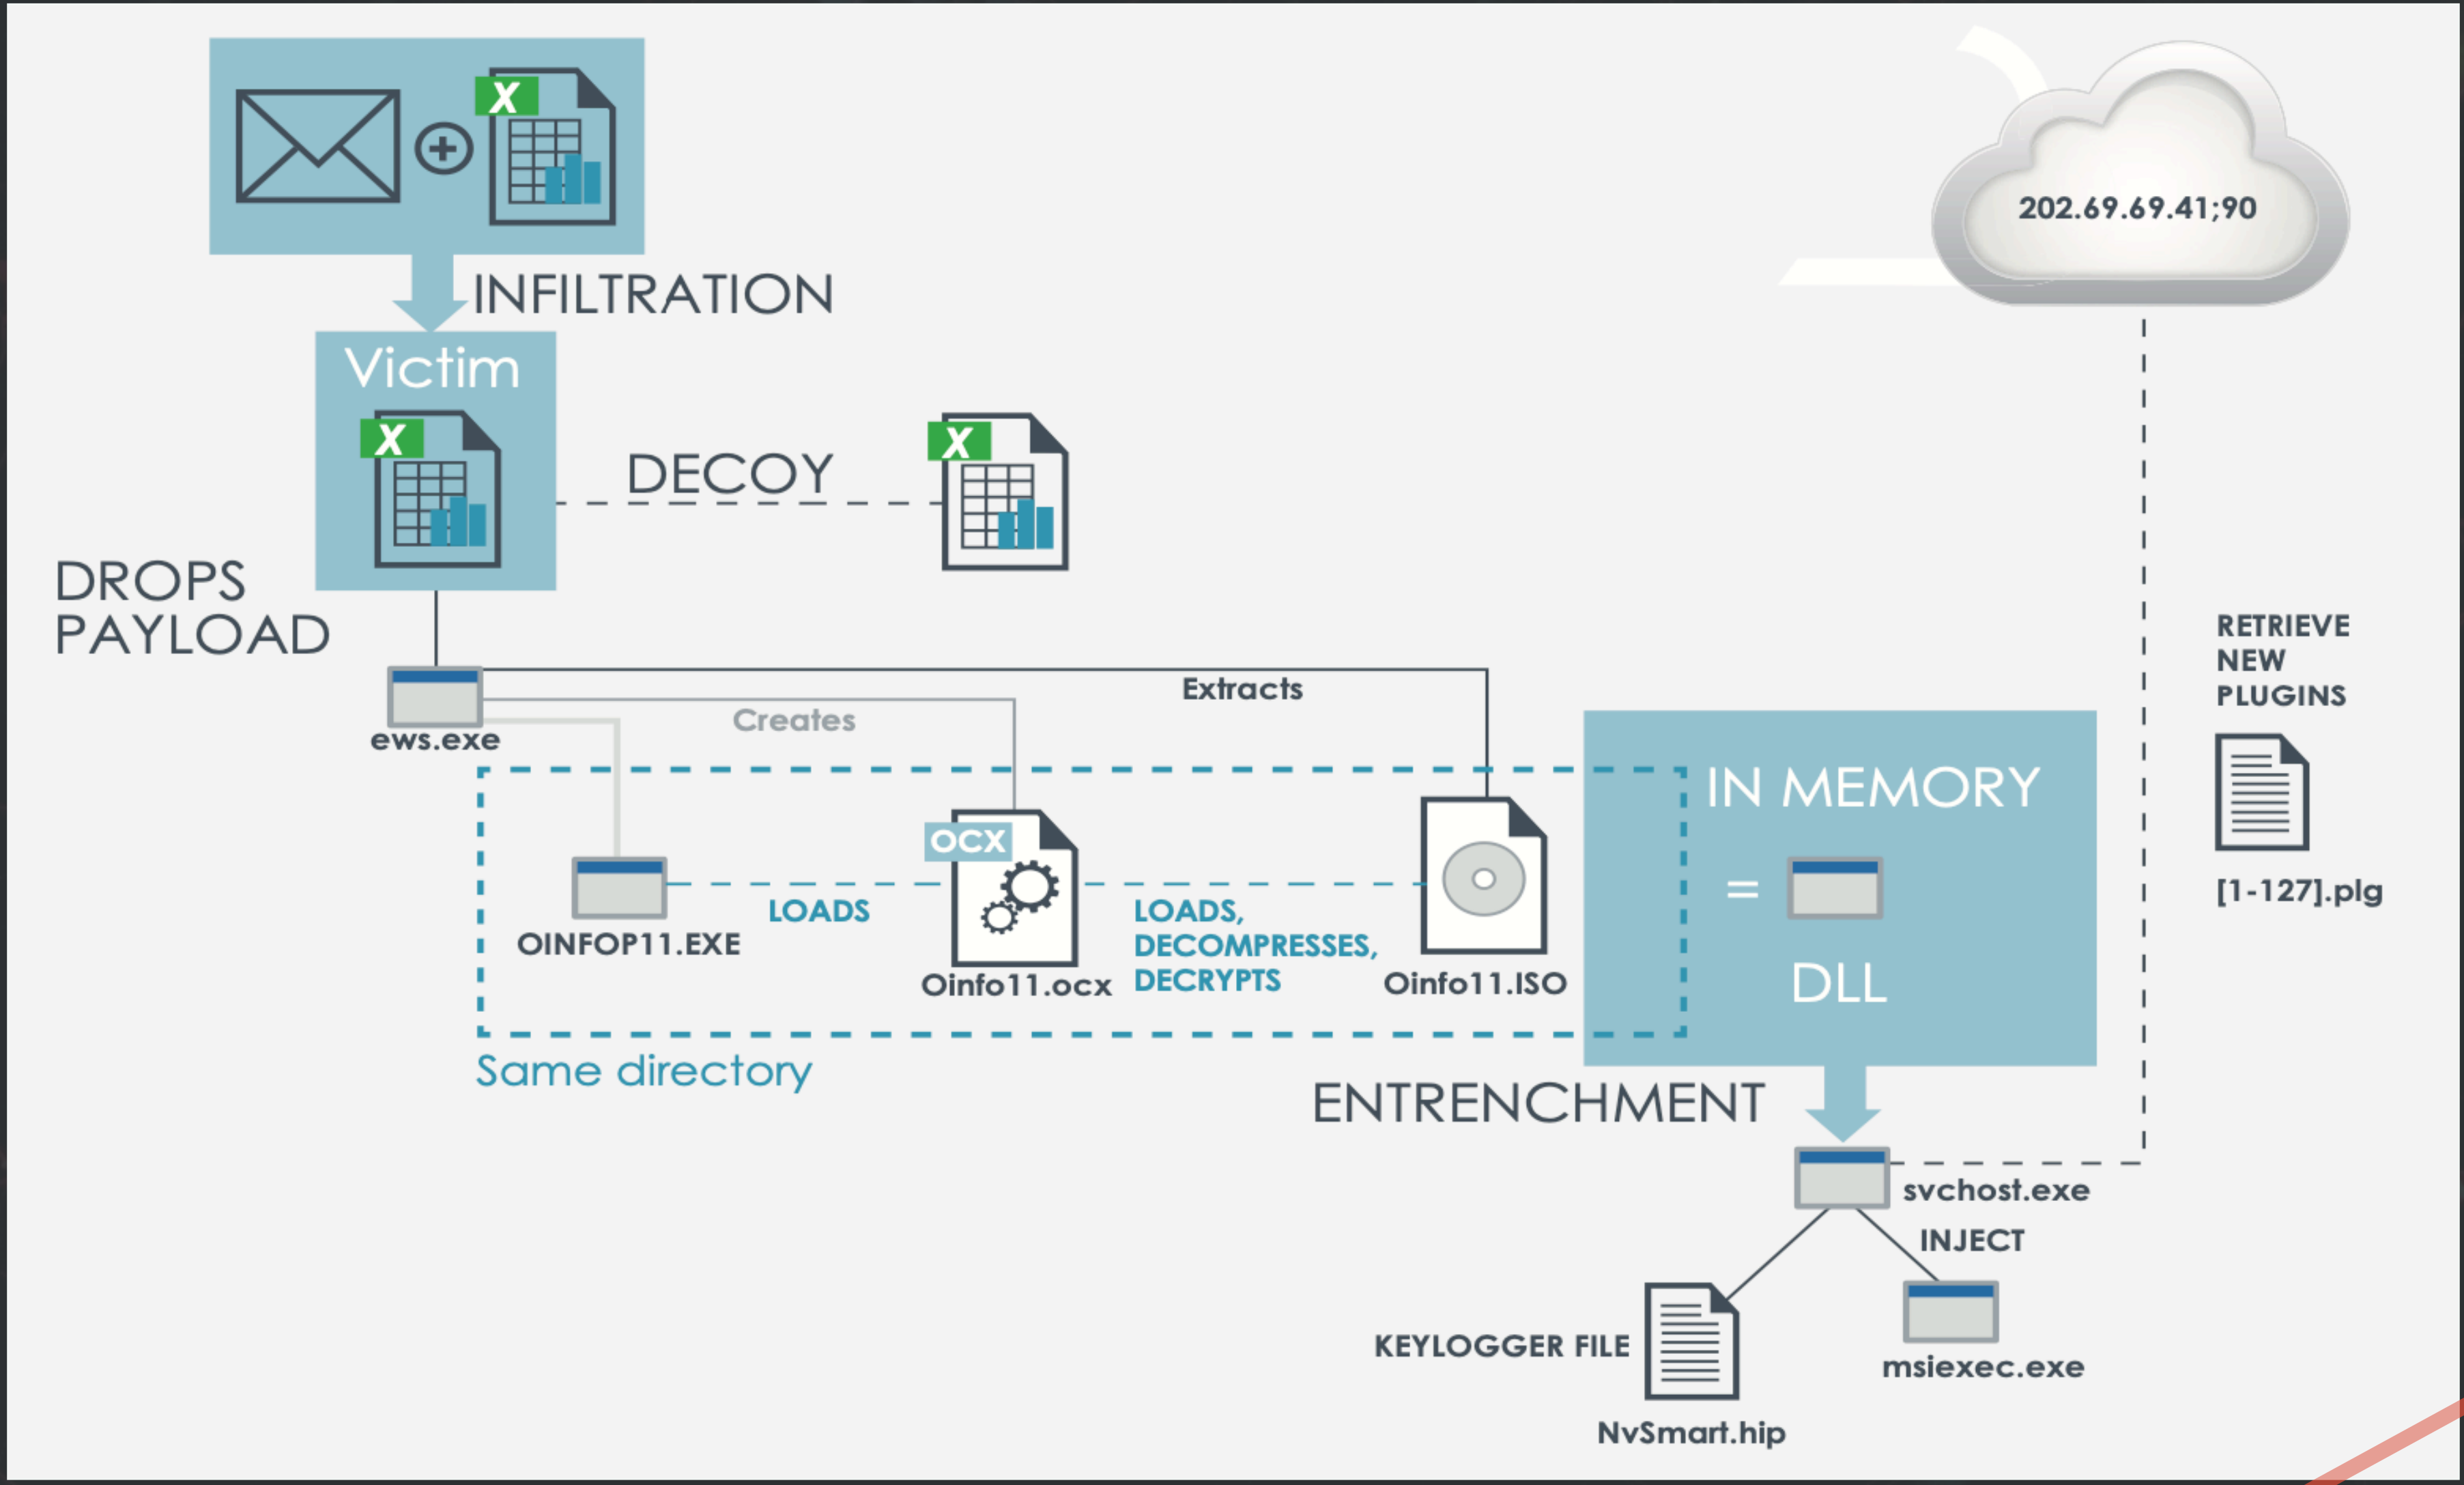 X
INFILTRATION
202.69.69.41;90
Victim
X
DECOY
X
DROPS
PAYLOAD
ews.exe
Extracts
Creates
RETRIEVE
NEW
PLUGINS
[1-127].plg
OINFOP11.EXE
LOADS
OCX
Oinfo11.ocx
LOADS,
DECOMPRESSES,
DECRYPTS
Oinfo11.ISO
IN MEMORY
=
DLL
Same directory
ENTRENCHMENT
svchost.exe
INJECT
KEYLOGGER FILE
NvSmart.hip
msiexec.exe